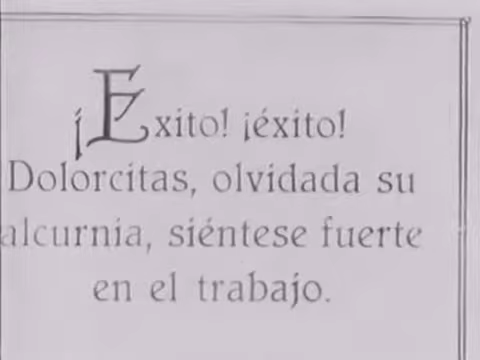 ¡Exito! ¡éxito!
Dolorcitas, olvidada su
alcurnia, siéntese fuerte
en el trabajo.